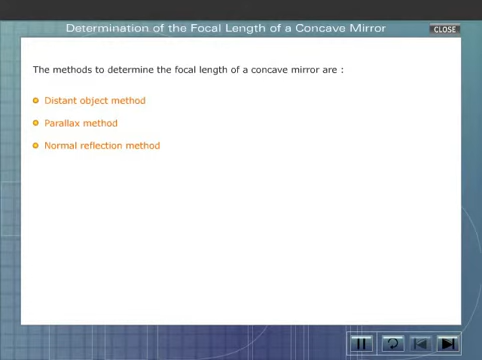 Determination of the Focal Length of a Concave Mirror
CLOSE
The methods to determine the focal length of a concave mirror are :
Distant object method
Parallax method
Normal reflection method